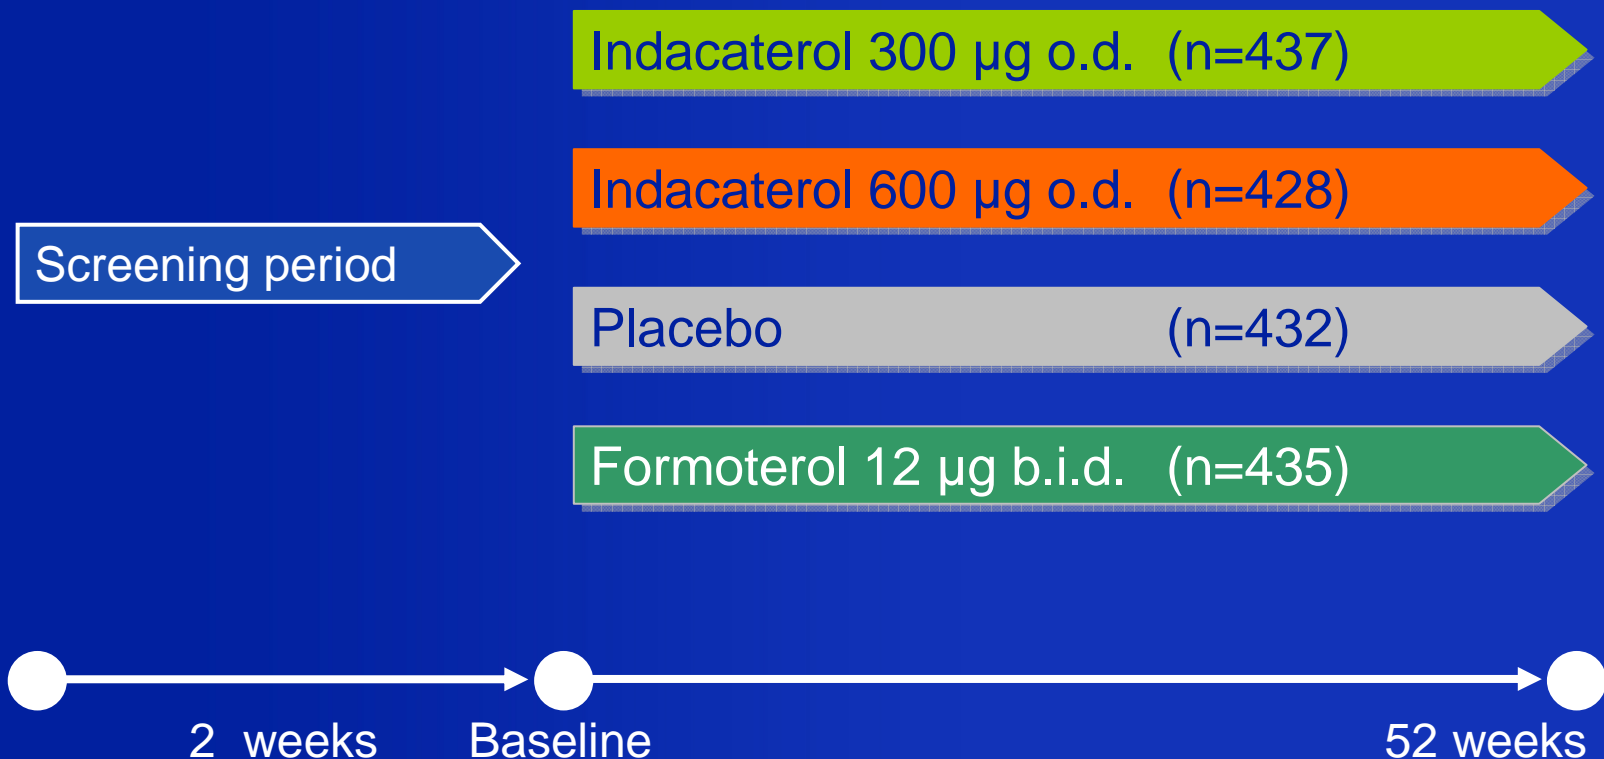 Indacaterol 300 µg o.d. (n=437)
Indacaterol 600 µg o.d. (n=428)
Screening period
Placebo (n=432)
Formoterol 12 µg b.i.d. (n=435)
2 weeks Baseline 52 weeks